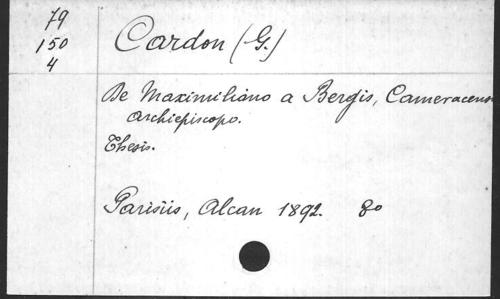 79
150
4
Cardon (G.)
De Maximiliano a Bergis, Cameracensi
archiepiscopo.
Thesis.
Parisiis, Alcan 1892. 8o